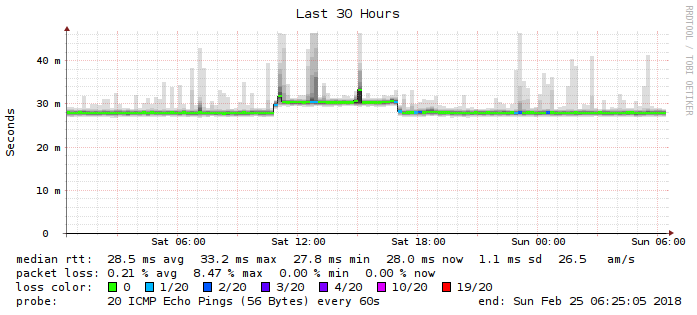 Last 30 Hours
RRDTOOL / TOBI OETIKER
Seconds
40 m
30 m
20 m
10 m
0
Sat 06:00 Sat 12:00 Sat 18:00 Sun 00:00 Sun 06:00
median rtt: 28.5 ms avg 33.2 ms max 27.8 ms min 28.0 ms now 1.1 ms sd 26.5 am/s
packet loss: 0.21 % avg 8.47 % max 0.00 % min 0.00 % now
loss color: 0 1/20 2/20 3/20 4/20 10/20 19/20
probe: 20 ICMP Echo Pings (56 Bytes) every 60s end: Sun Feb 25 06:25:05 2018